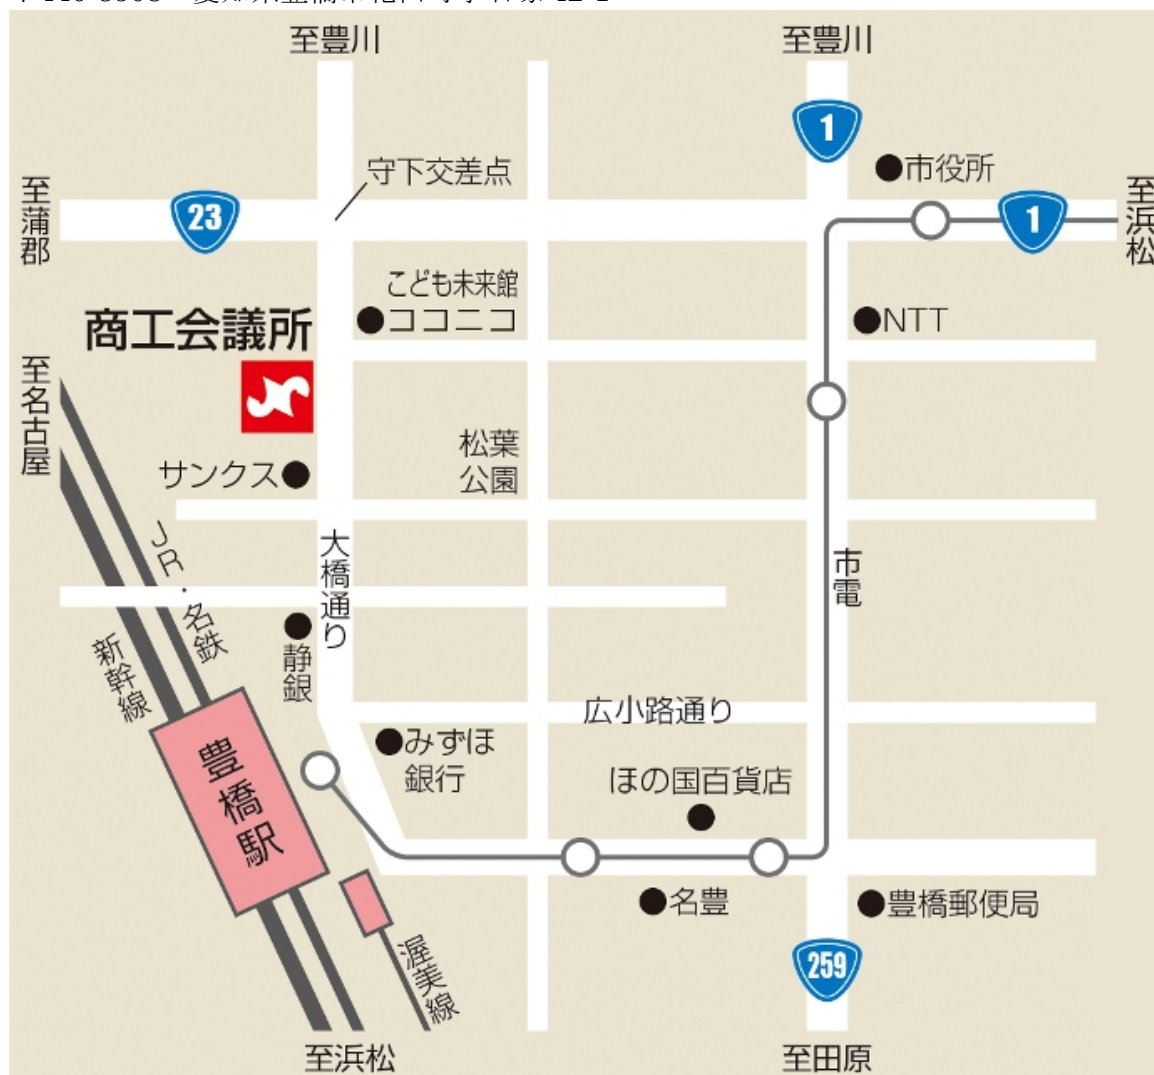 至豊川
至豊川
1
守下交差点
市役所
至蒲郡
23
1
至浜松
こども未来館
ココニコ
商工会議所
NTT
至名古屋
松葉
公園
サンクス
JR・名鉄
大橋通り
市電
新幹線
静銀
広小路通り
みずほ
銀行
豊橋駅
ほの国百貨店
名豊
豊橋郵便局
渥美線
259
至浜松
至田原